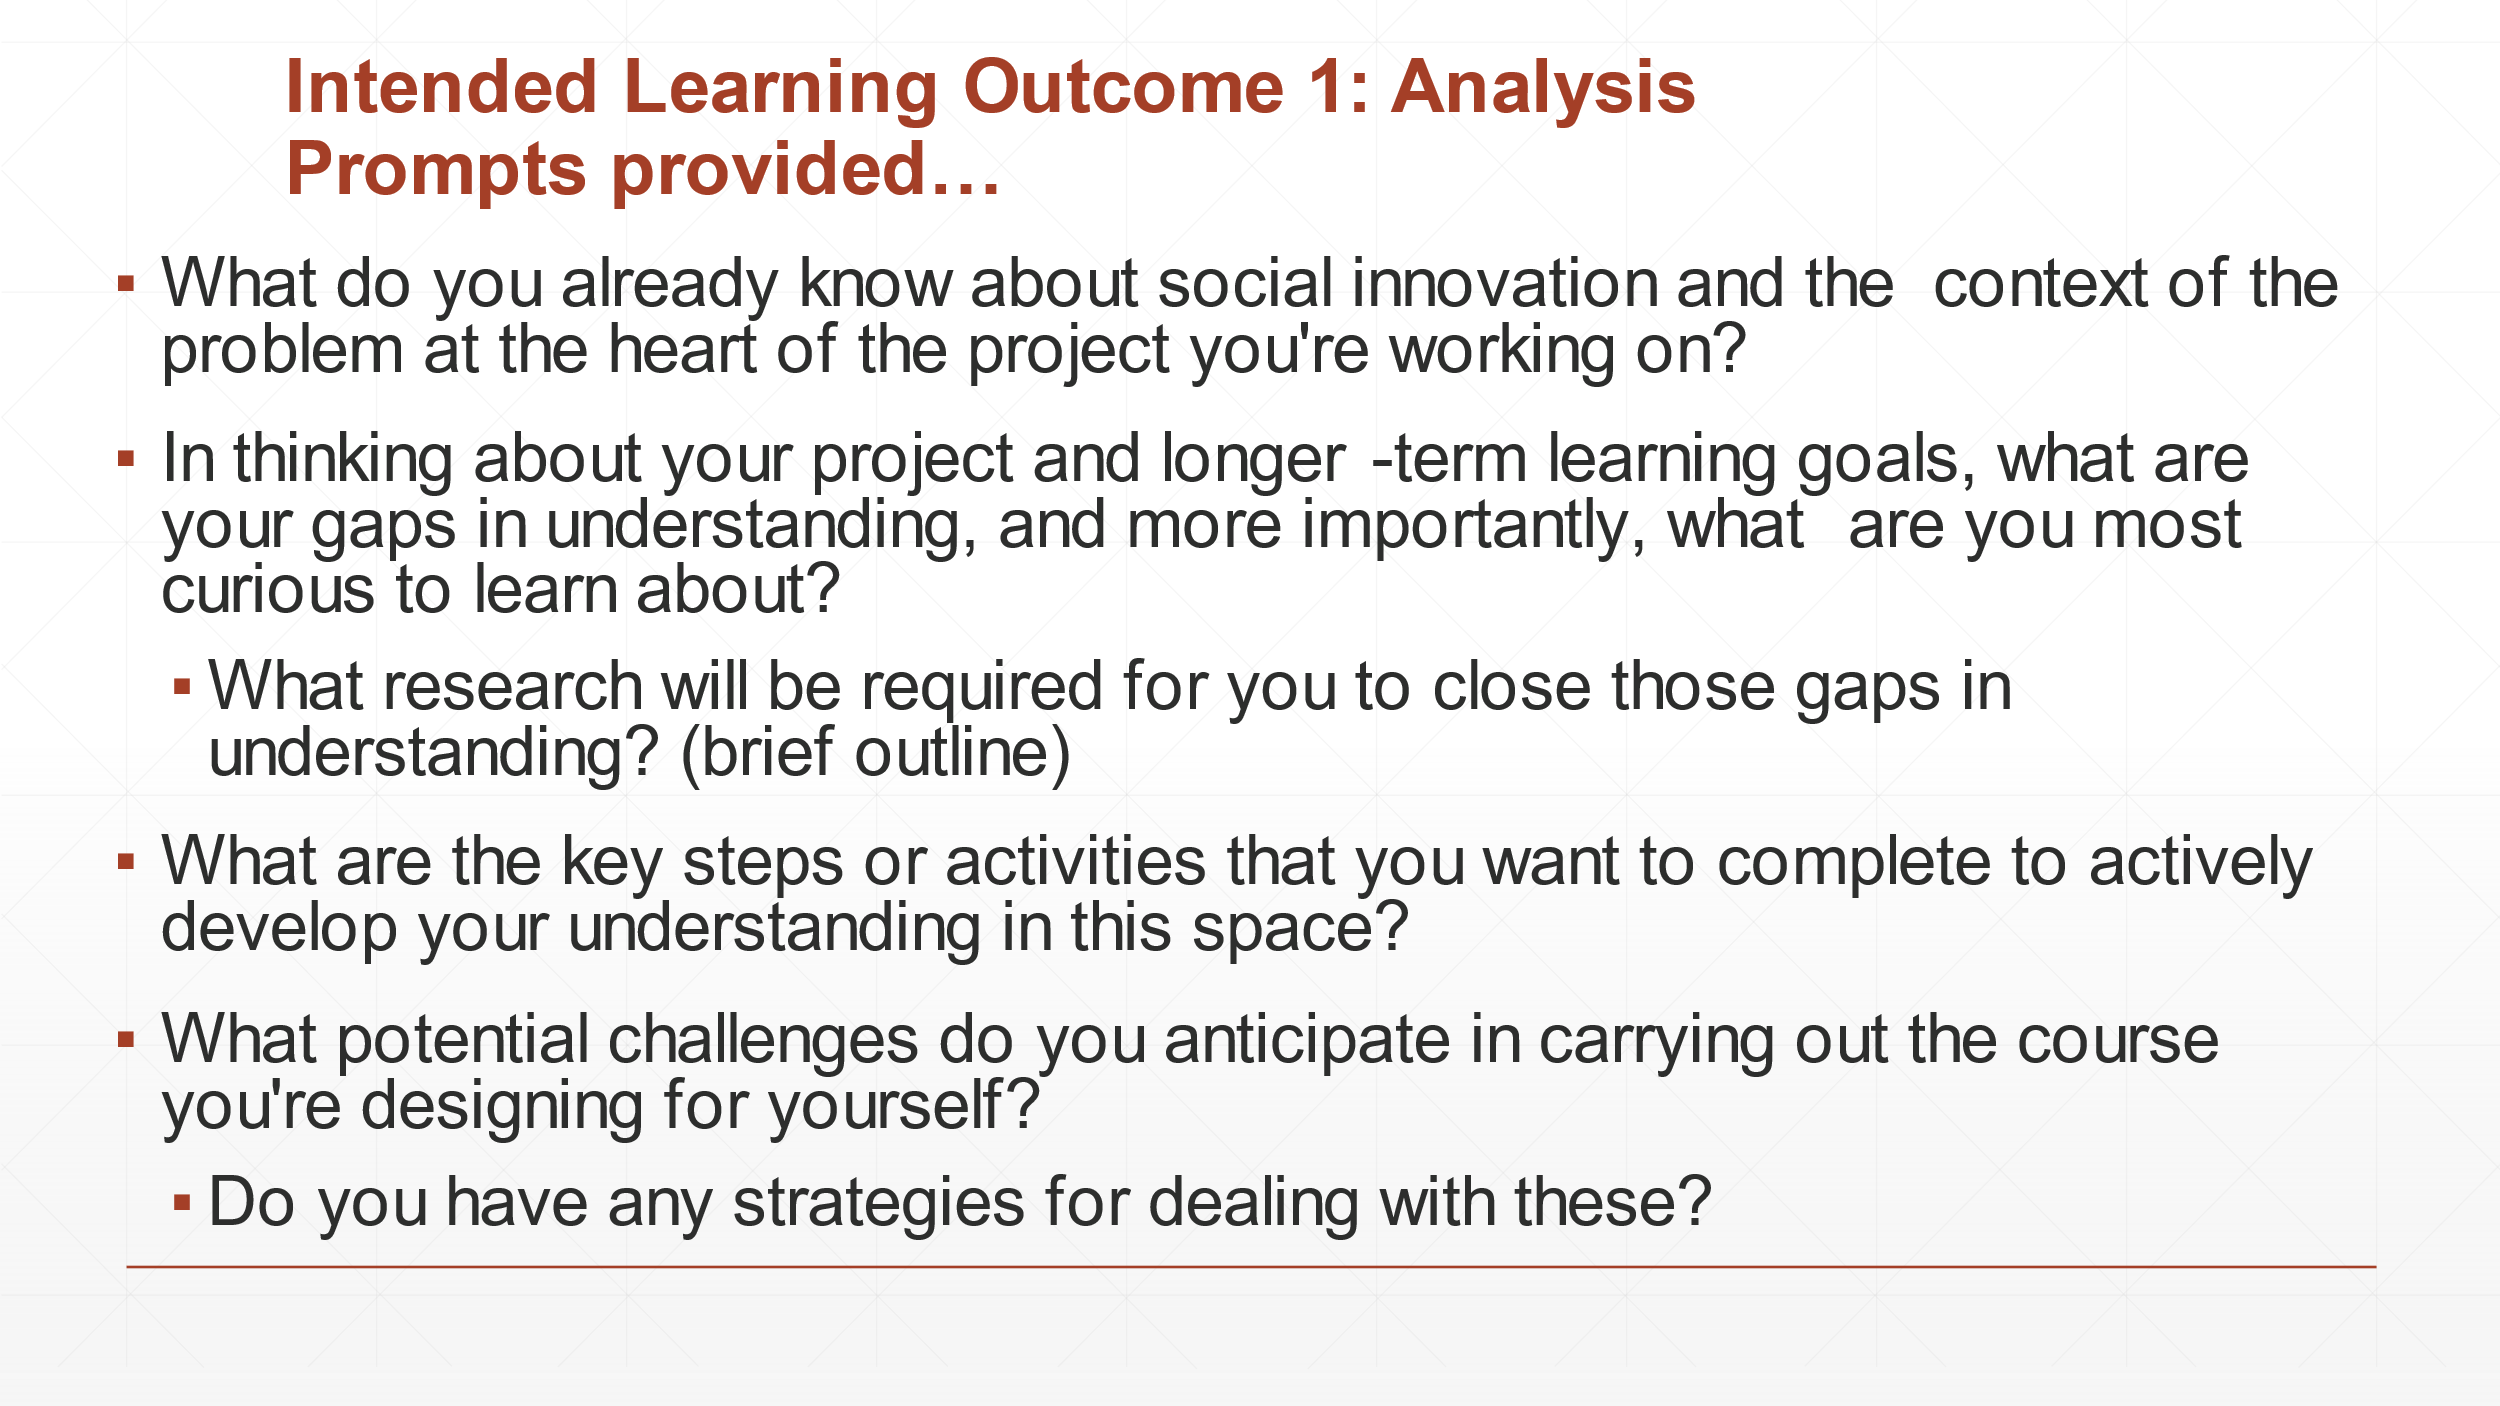 Intended Learning Outcome 1: Analysis
Prompts provided…
▪ What do you already know about social innovation and the context of the
problem at the heart of the project you're working on?
▪ In thinking about your project and longer -term learning goals, what are
your gaps in understanding, and more importantly, what are you most
curious to learn about?
▪ What research will be required for you to close those gaps in
understanding? (brief outline)
▪ What are the key steps or activities that you want to complete to actively
develop your understanding in this space?
▪ What potential challenges do you anticipate in carrying out the course
you're designing for yourself?
▪ Do you have any strategies for dealing with these?